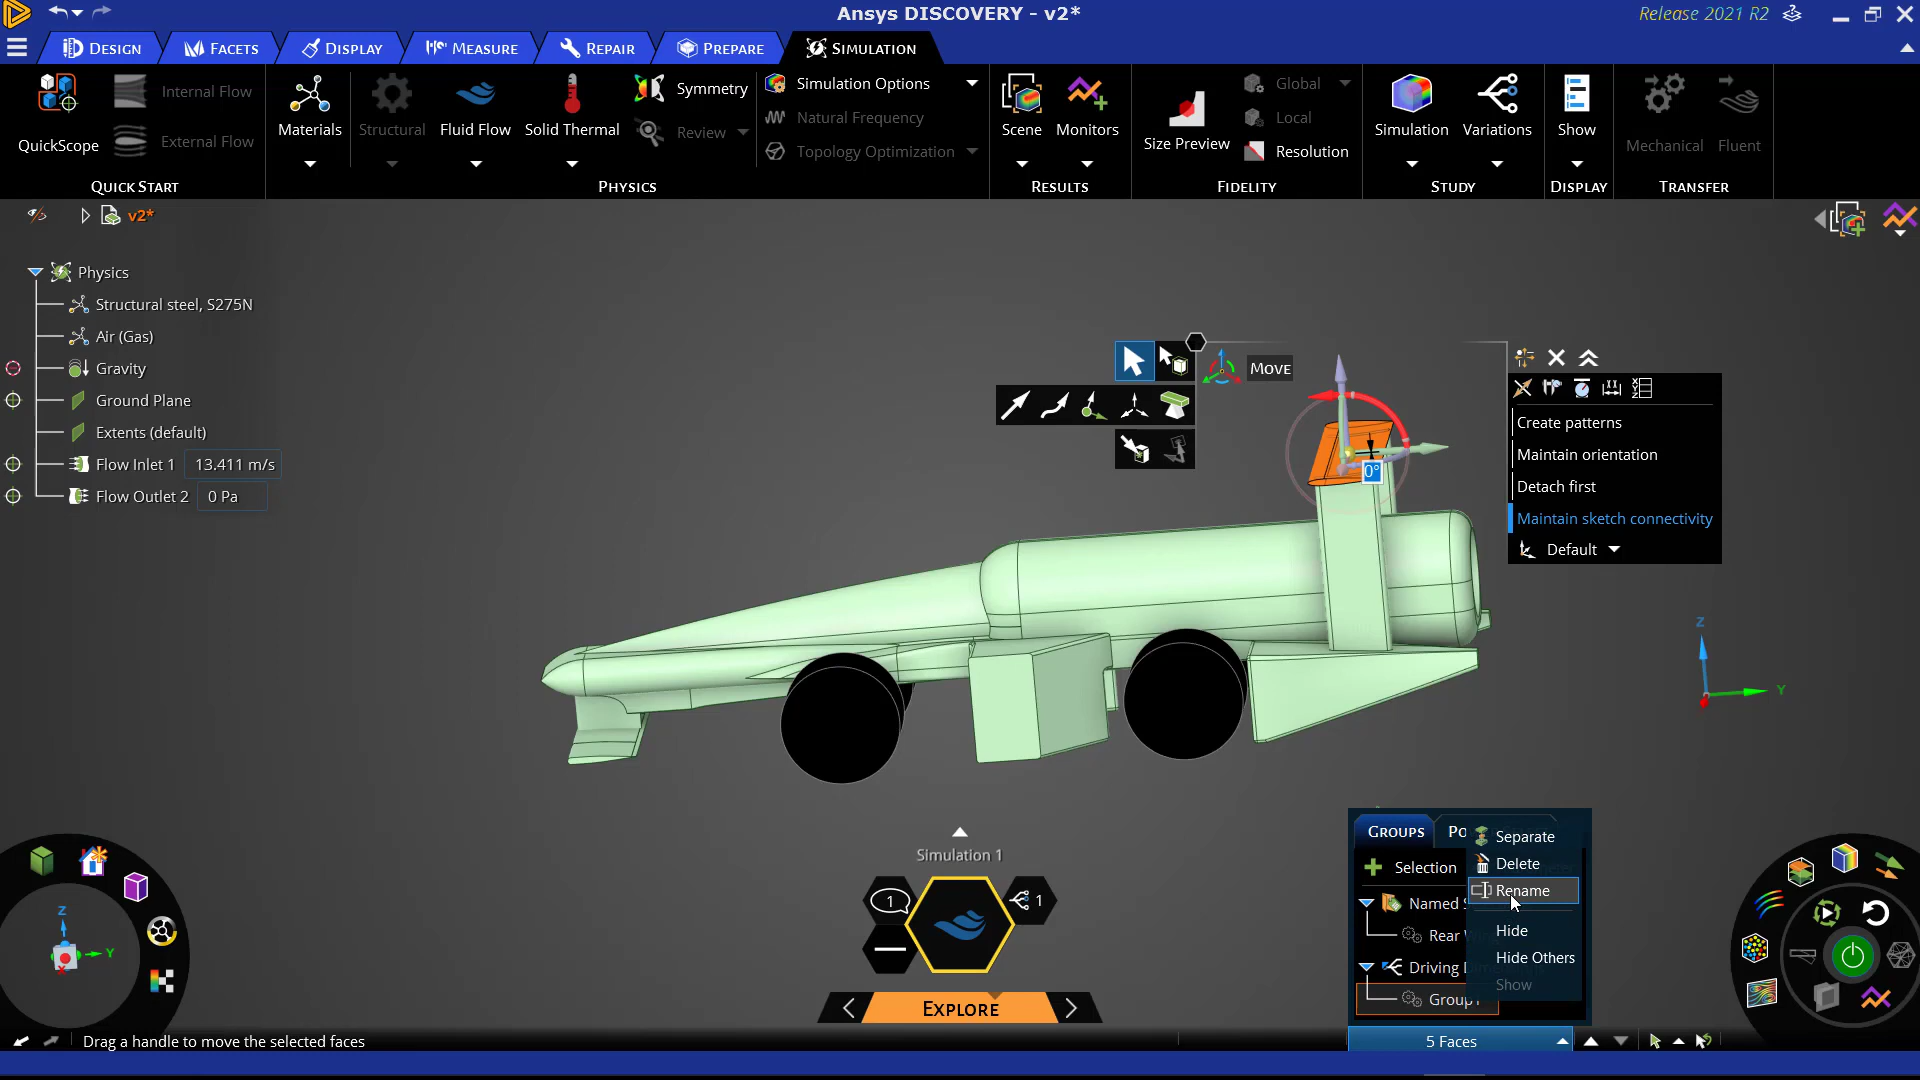 Ansys DISCOVERY - v2*
Release 2021 R2
DESIGN
FACETS
DISPLAY
MEASURE
REPAIR
PREPARE
SIMULATION
QuickScope
Internal Flow
External Flow
QUICK START
Materials
Structural
Fluid Flow
Solid Thermal
Symmetry
Review
PHYSICS
Simulation Options
Natural Frequency
Topology Optimization
Scene
Monitors
RESULTS
Size Preview
Global
Local
Resolution
FIDELITY
Simulation
Variations
STUDY
Show
DISPLAY
Mechanical
Fluent
TRANSFER
v2*
Physics
Structural steel, S275N
Air (Gas)
Gravity
Ground Plane
Extents (default)
Flow Inlet 1 13.411 m/s
Flow Outlet 2 0 Pa
MOVE
0°
Create patterns
Maintain orientation
Detach first
Maintain sketch connectivity
Default
Z
Y
Simulation 1
1
1
EXPLORE
GROUPS
Selection
Named
Rear
Driving
Group1
Separate
Delete
Rename
Hide
Hide Others
Show
Z
Y
X
Drag a handle to move the selected faces
5 Faces